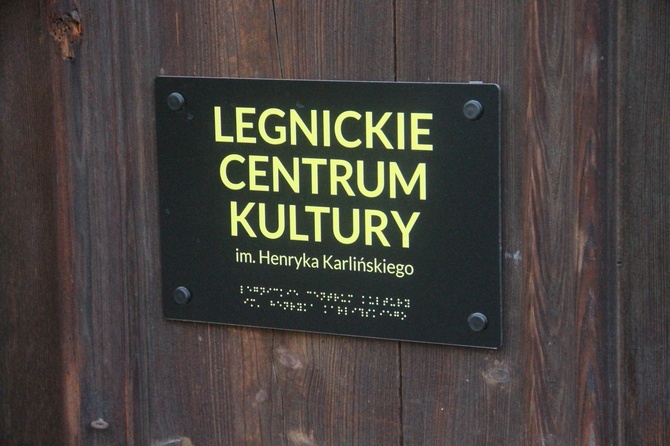 LEGNICKIE
CENTRUM
KULTURY
im. Henryka Karlińskiego